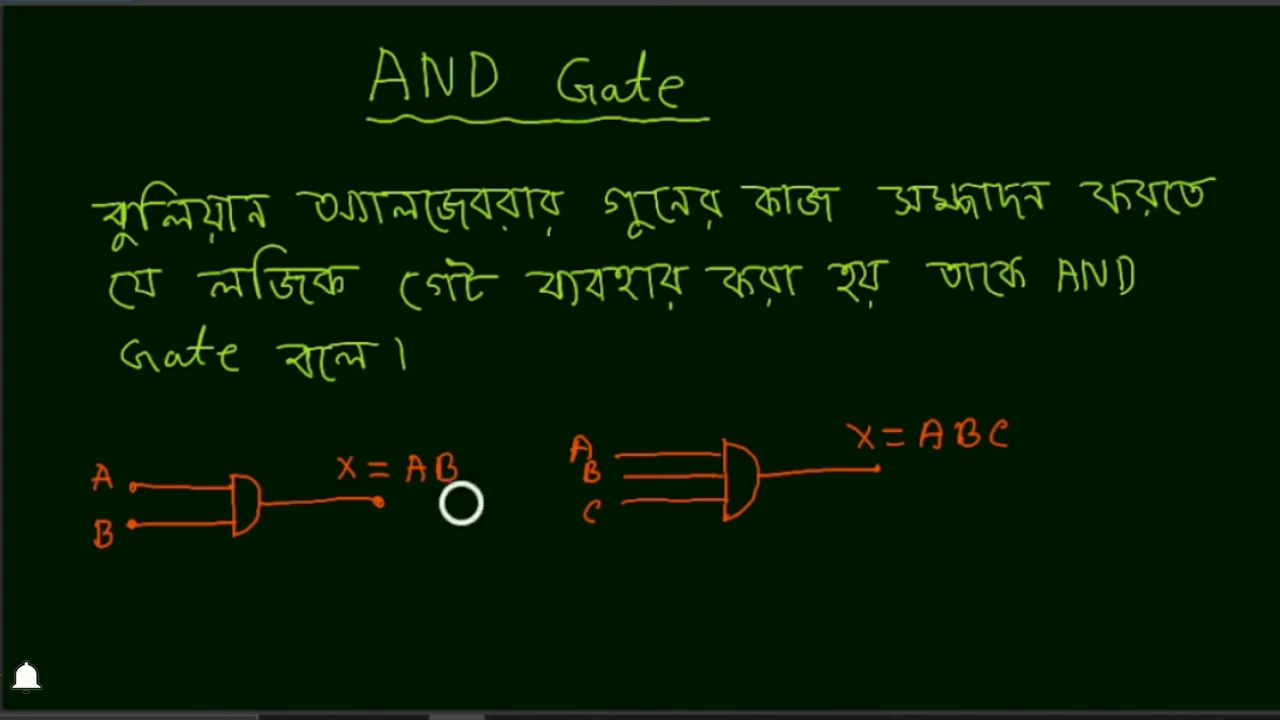 AND Gate
বুলিয়ান অ্যালজেবরার গুনের কাজ সম্পাদন করতে
যে লজিক গেট ব্যবহার করা হয় তাকে AND
Gate বলে।
A
B
X = AB
A
B
C
X = ABC